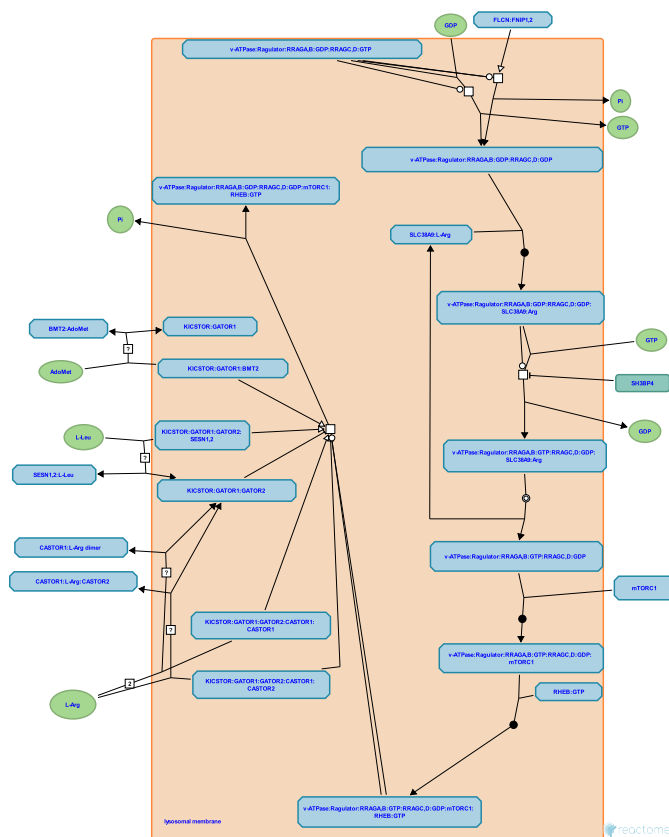 FLCN:FNIP1,2
GDP
v-ATPase:Ragulator:RRAGA,B:GDP:RRAGC,D:GTP
Pi
GTP
v-ATPase:Ragulator:RRAGA,B:GDP:RRAGC,D:GDP
v-ATPase:Ragulator:RRAGA,B:GDP:RRAGC,D:GDP:mTORC1:
RHEB:GTP
Pi
SLC38A9:L-Arg
v-ATPase:Ragulator:RRAGA,B:GDP:RRAGC,D:GDP:
SLC38A9:Arg
BMT2:AdoMet
KICSTOR:GATOR1
?
GTP
AdoMet
KICSTOR:GATOR1:BMT2
SH3BP4
L-Leu
KICSTOR:GATOR1:GATOR2:
SESN1,2
GDP
?
v-ATPase:Ragulator:RRAGA,B:GTP:RRAGC,D:GDP:
SLC38A9:Arg
SESN1,2:L-Leu
KICSTOR:GATOR1:GATOR2
CASTOR1:L-Arg dimer
v-ATPase:Ragulator:RRAGA,B:GTP:RRAGC,D:GDP
?
CASTOR1:L-Arg:CASTOR2
mTORC1
KICSTOR:GATOR1:GATOR2:CASTOR1:
CASTOR1
?
v-ATPase:Ragulator:RRAGA,B:GTP:RRAGC,D:GDP:
mTORC1
KICSTOR:GATOR1:GATOR2:CASTOR1:
CASTOR2
2
RHEB:GTP
L-Arg
v-ATPase:Ragulator:RRAGA,B:GTP:RRAGC,D:GDP:mTORC1:
RHEB:GTP
lysosomal membrane
reactome